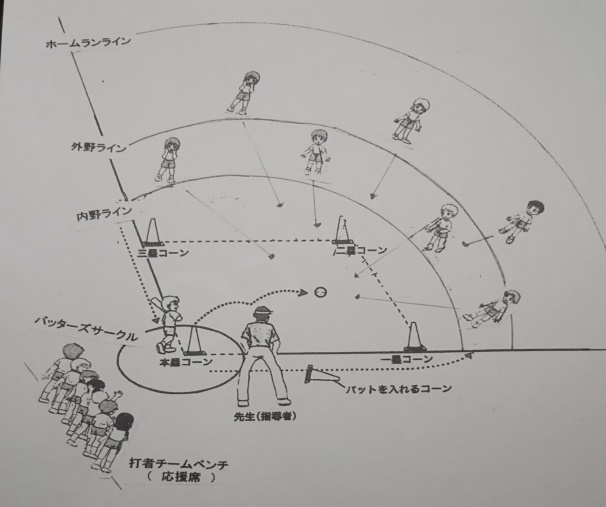 ホームランライン
外野ライン
内野ライン
三塁コーン
二塁コーン
バッターズサークル
本塁コーン
一塁コーン
バットを入れるコーン
先生(指導者)
打者チームベンチ
( 応援席 )